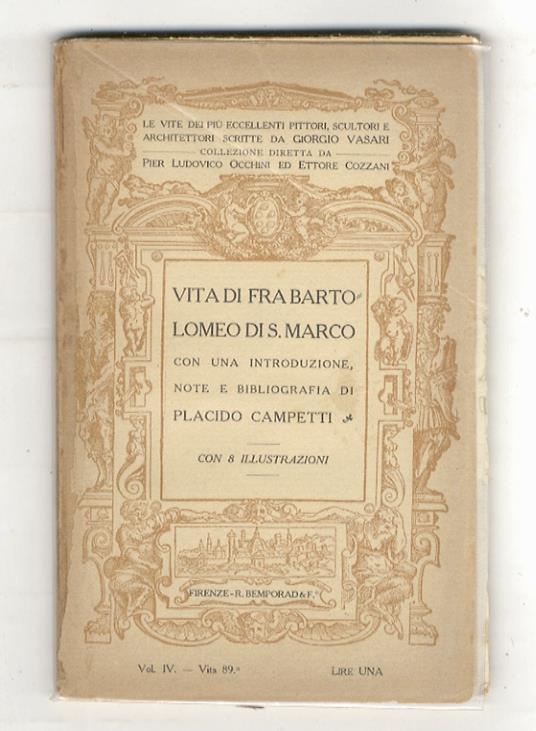 LE VITE DEI PIÙ ECCELLENTI PITTORI, SCULTORI E
ARCHITETTORI SCRITTE DA GIORGIO VASARI
COLLEZIONE DIRETTA DA
PIER LUDOVICO OCCHINI ED ETTORE COZZANI
VITA DI FRA BARTO
LOMEO DI S. MARCO
CON UNA INTRODUZIONE,
NOTE E BIBLIOGRAFIA DI
PLACIDO CAMPETTI
CON 8 ILLUSTRAZIONI
FIRENZE-R. BEMPORAD & F.º
Vol. IV. — Vita 89.ª
LIRE UNA